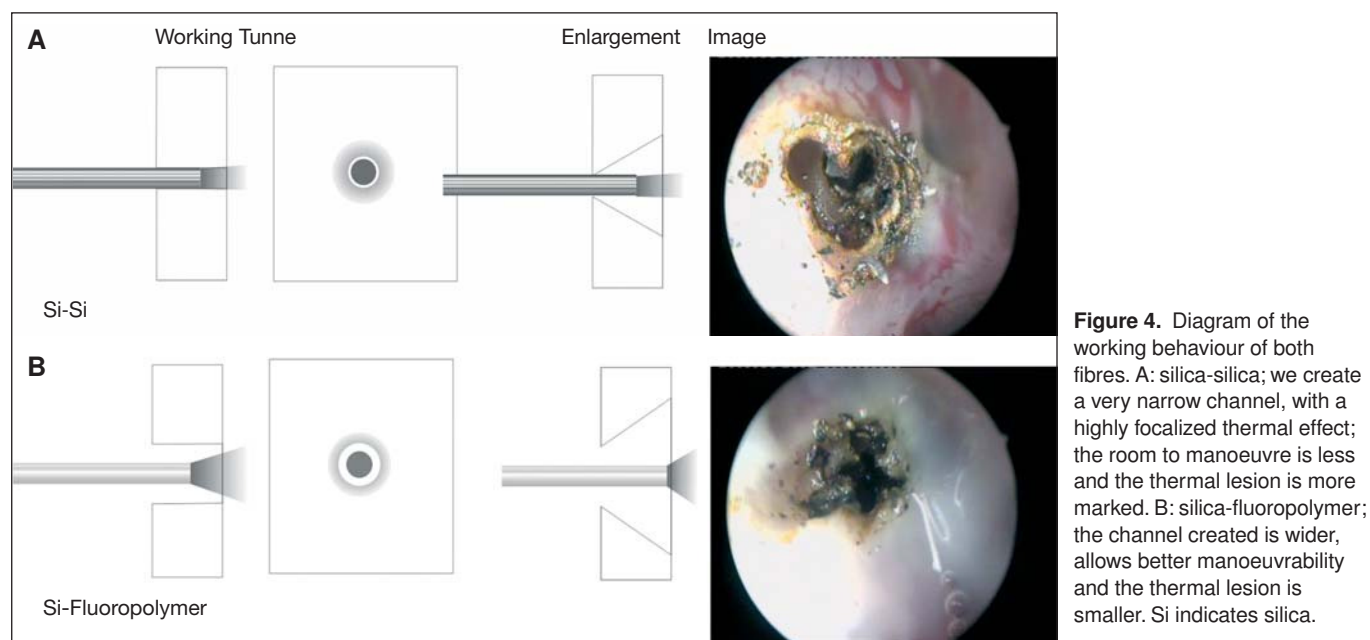 A
Working Tunne
Enlargement
Image
Si-Si
B
Si-Fluoropolymer
Figure 4. Diagram of the
working behaviour of both
fibres. A: silica-silica; we create
a very narrow channel, with a
highly focalized thermal effect;
the room to manoeuvre is less
and the thermal lesion is more
marked. B: silica-fluoropolymer;
the channel created is wider,
allows better manoeuvrability
and the thermal lesion is
smaller. Si indicates silica.